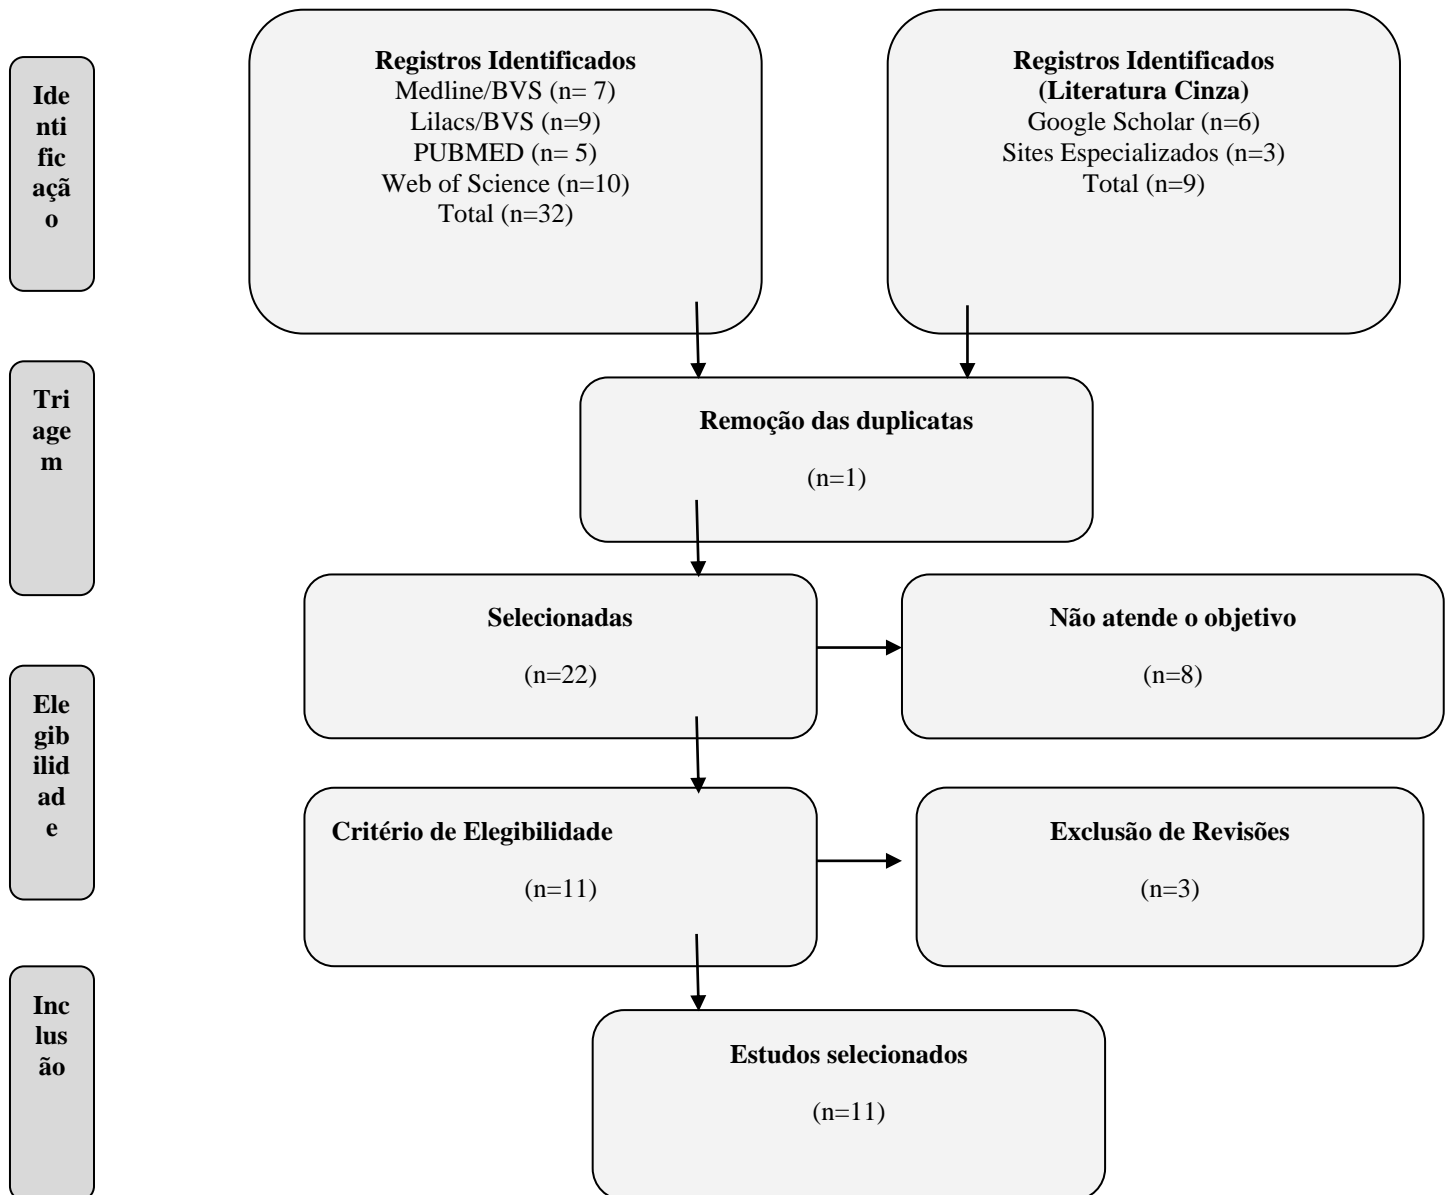 Ide
nti
fic
açã
o
Registros Identificados
Medline/BVS (n= 7)
Lilacs/BVS (n=9)
PUBMED (n= 5)
Web of Science (n=10)
Total (n=32)
Registros Identificados
(Literatura Cinza)
Google Scholar (n=6)
Sites Especializados (n=3)
Total (n=9)
Tri
age
m
Remoção das duplicatas
(n=1)
Selecionadas
(n=22)
Não atende o objetivo
(n=8)
Ele
gib
ilid
ad
e
Critério de Elegibilidade
(n=11)
Exclusão de Revisões
(n=3)
Inc
lus
ão
Estudos selecionados
(n=11)